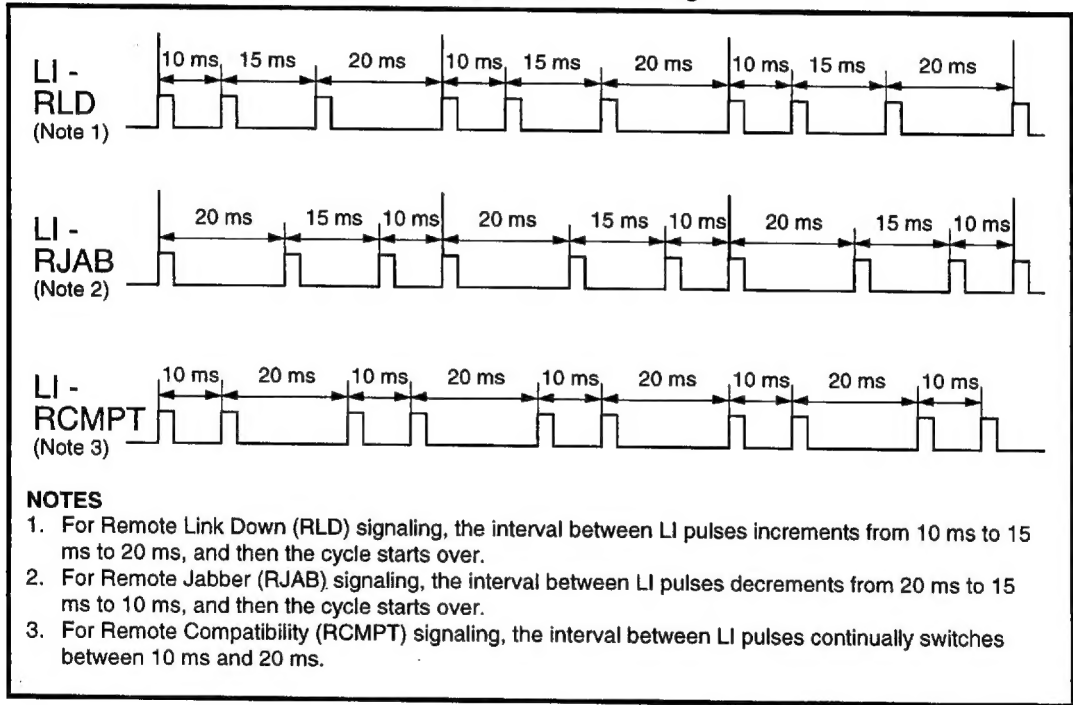 LI -
RLD
(Note 1)
10 ms 15 ms 20 ms 10 ms 15 ms 20 ms 10 ms 15 ms 20 ms
LI -
RJAB
(Note 2)
20 ms 15 ms 10 ms 20 ms 15 ms 10 ms 20 ms 15 ms 10 ms
LI -
RCMPT
(Note 3)
10 ms 20 ms 10 ms 20 ms 10 ms 20 ms 10 ms 20 ms 10 ms
NOTES
1. For Remote Link Down (RLD) signaling, the interval between LI pulses increments from 10 ms to 15
ms to 20 ms, and then the cycle starts over.
2. For Remote Jabber (RJAB) signaling, the interval between LI pulses decrements from 20 ms to 15
ms to 10 ms, and then the cycle starts over.
3. For Remote Compatibility (RCMPT) signaling, the interval between LI pulses continually switches
between 10 ms and 20 ms.